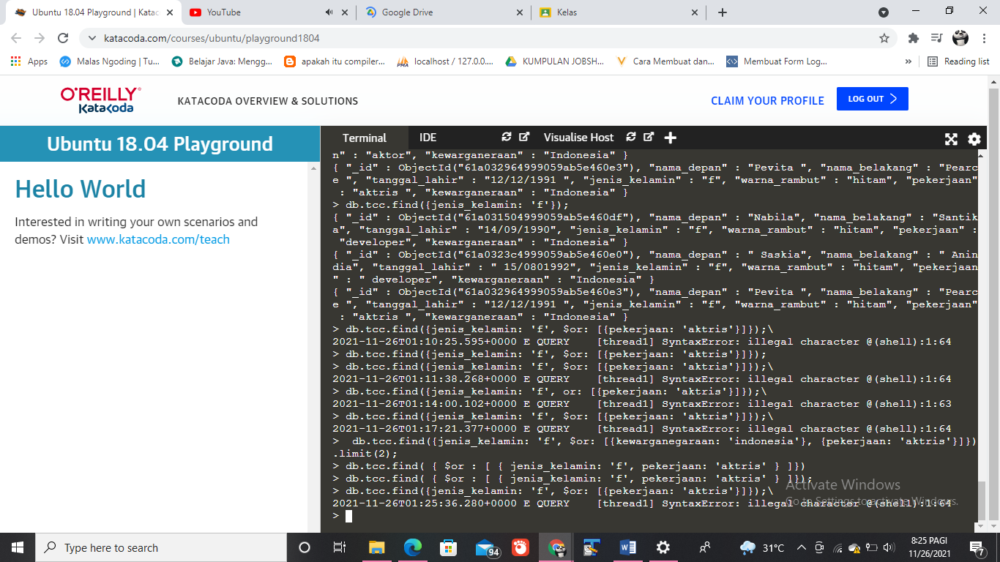 Ubuntu 18.04 Playground | Katac
YouTube
Google Drive
Kelas
katacoda.com/courses/ubuntu/playground1804
Apps
Malas Ngoding | Tu...
Belajar Java: Mengg...
apakah itu compiler...
localhost / 127.0.0....
KUMPULAN JOBSH...
Cara Membuat dan...
Membuat Form Log...
»
Reading list
O'REILLY
Katacoda
KATACODA OVERVIEW & SOLUTIONS
CLAIM YOUR PROFILE
LOG OUT
Ubuntu 18.04 Playground
Hello World
Interested in writing your own scenarios and
demos? Visit www.katacoda.com/teach
Terminal
IDE
Visualise Host
n" : "aktor", "kewarganeraan" : "Indonesia" }
{ "_id" : ObjectId("61a032964999059ab5e460e3"), "nama_depan" : "Pevita ", "nama_belakang" : "Pearc
e ", "tanggal_lahir" : "12/12/1991 ", "jenis_kelamin" : "f", "warna_rambut" : "hitam", "pekerjaan"
: "aktris ", "kewarganeraan" : "Indonesia" }
> db.tcc.find({jenis_kelamin: 'f'});
{ "_id" : ObjectId("61a031504999059ab5e460df"), "nama_depan" : "Nabila", "nama_belakang" : "Santik
a", "tanggal_lahir" : "14/09/1990", "jenis_kelamin" : "f", "warna_rambut" : "hitam", "pekerjaan" :
"developer", "kewarganeraan" : "Indonesia" }
{ "_id" : ObjectId("61a0323c4999059ab5e460e0"), "nama_depan" : " Saskia", "nama_belakang" : " Anin
dia", "tanggal_lahir" : " 15/0801992", "jenis_kelamin" : "f", "warna_rambut" : "hitam", "pekerjaan
" : " developer", "kewarganeraan" : "Indonesia" }
{ "_id" : ObjectId("61a032964999059ab5e460e3"), "nama_depan" : "Pevita ", "nama_belakang" : "Pearc
e ", "tanggal_lahir" : "12/12/1991 ", "jenis_kelamin" : "f", "warna_rambut" : "hitam", "pekerjaan"
: "aktris ", "kewarganeraan" : "Indonesia" }
> db.tcc.find({jenis_kelamin: 'f', $or: [{pekerjaan: 'aktris'}]});\
2021-11-26T01:10:25.595+0000 E QUERY    [thread1] SyntaxError: illegal character @(shell):1:64
> db.tcc.find({jenis_kelamin: 'f', $or: [{pekerjaan: 'aktris'}]});
> db.tcc.find({jenis_kelamin: 'f', $or: [{pekerjaan: 'aktris'}]});\
2021-11-26T01:11:38.268+0000 E QUERY    [thread1] SyntaxError: illegal character @(shell):1:64
> db.tcc.find({jenis_kelamin: 'f', or: [{pekerjaan: 'aktris'}]});\
2021-11-26T01:14:00.102+0000 E QUERY    [thread1] SyntaxError: illegal character @(shell):1:63
> db.tcc.find({jenis_kelamin: 'f', $or: [{pekerjaan: 'aktris'}]});\
2021-11-26T01:17:21.377+0000 E QUERY    [thread1] SyntaxError: illegal character @(shell):1:64
>  db.tcc.find({jenis_kelamin: 'f', $or: [{kewarganegaraan: 'indonesia'}, {pekerjaan: 'aktris'}]})
.limit(2);
> db.tcc.find( { $or : [ { jenis_kelamin: 'f', pekerjaan: 'aktris' } ]})
> db.tcc.find( { $or : [ { jenis_kelamin: 'f', pekerjaan: 'aktris' } ]});
> db.tcc.find({jenis_kelamin: 'f', $or: [{pekerjaan: 'aktris'}]});\
2021-11-26T01:25:36.280+0000 E QUERY    [thread1] SyntaxError: illegal character @(shell):1:64
>
Activate Windows
Go to Settings to activate Windows.
Type here to search
94
31°C
8:25 PAGI
11/26/2021
7